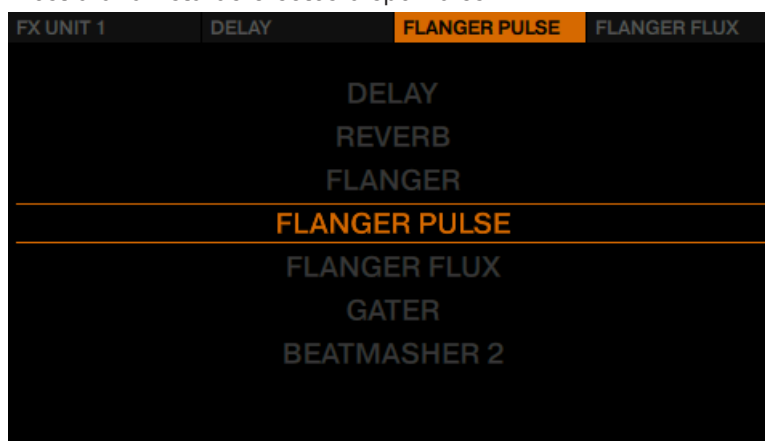 FX UNIT 1 DELAY FLANGER PULSE FLANGER FLUX
DELAY
REVERB
FLANGER
FLANGER PULSE
FLANGER FLUX
GATER
BEATMASHER 2